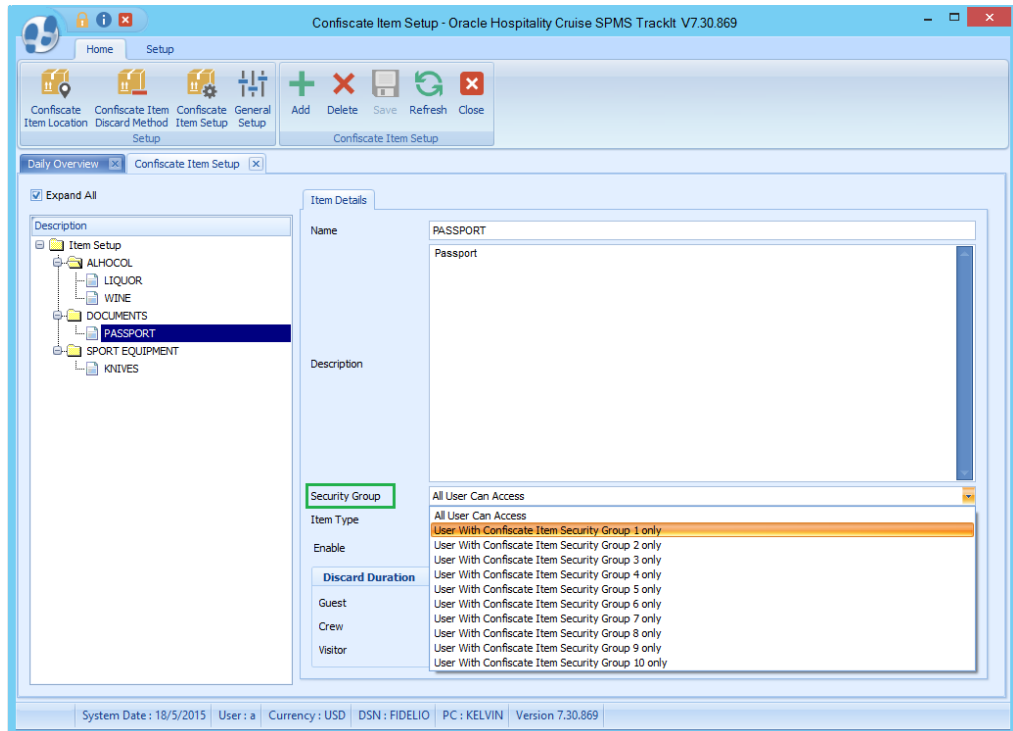 Confiscate Item Setup - Oracle Hospitality Cruise SPMS TrackIt V7.30.869
Home Setup
Confiscate Item Location
Confiscate Item Discard Method
Confiscate Item Setup
General Setup
Add Delete Save Refresh Close
Setup
Confiscate Item Setup
Daily Overview
Confiscate Item Setup
Expand All
Description
Item Setup
ALHOCOL
LIQUOR
WINE
DOCUMENTS
PASSPORT
SPORT EQUIPMENT
KNIVES
Item Details
Name PASSPORT
Description Passport
Security Group All User Can Access
Item Type
Enable
All User Can Access
User With Confiscate Item Security Group 1 only
User With Confiscate Item Security Group 2 only
User With Confiscate Item Security Group 3 only
User With Confiscate Item Security Group 4 only
User With Confiscate Item Security Group 5 only
User With Confiscate Item Security Group 6 only
User With Confiscate Item Security Group 7 only
User With Confiscate Item Security Group 8 only
User With Confiscate Item Security Group 9 only
User With Confiscate Item Security Group 10 only
Discard Duration
Guest
Crew
Visitor
System Date : 18/5/2015 User : a Currency : USD DSN : FIDELIO PC : KELVIN Version 7.30.869